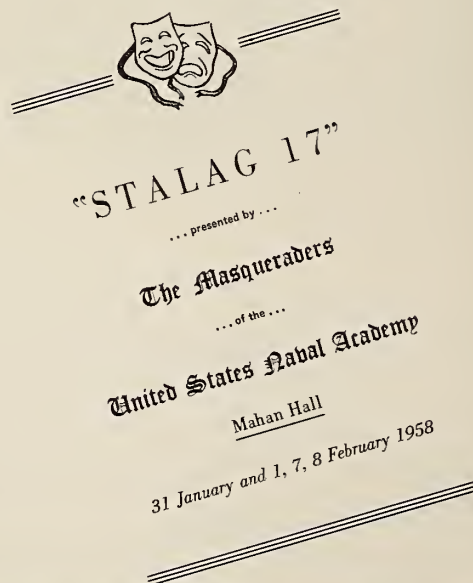 “STALAG 17”
... presented by ...
The Masqueraders
... of the ...
United States Naval Academy
Mahan Hall
31 January and 1, 7, 8 February 1958